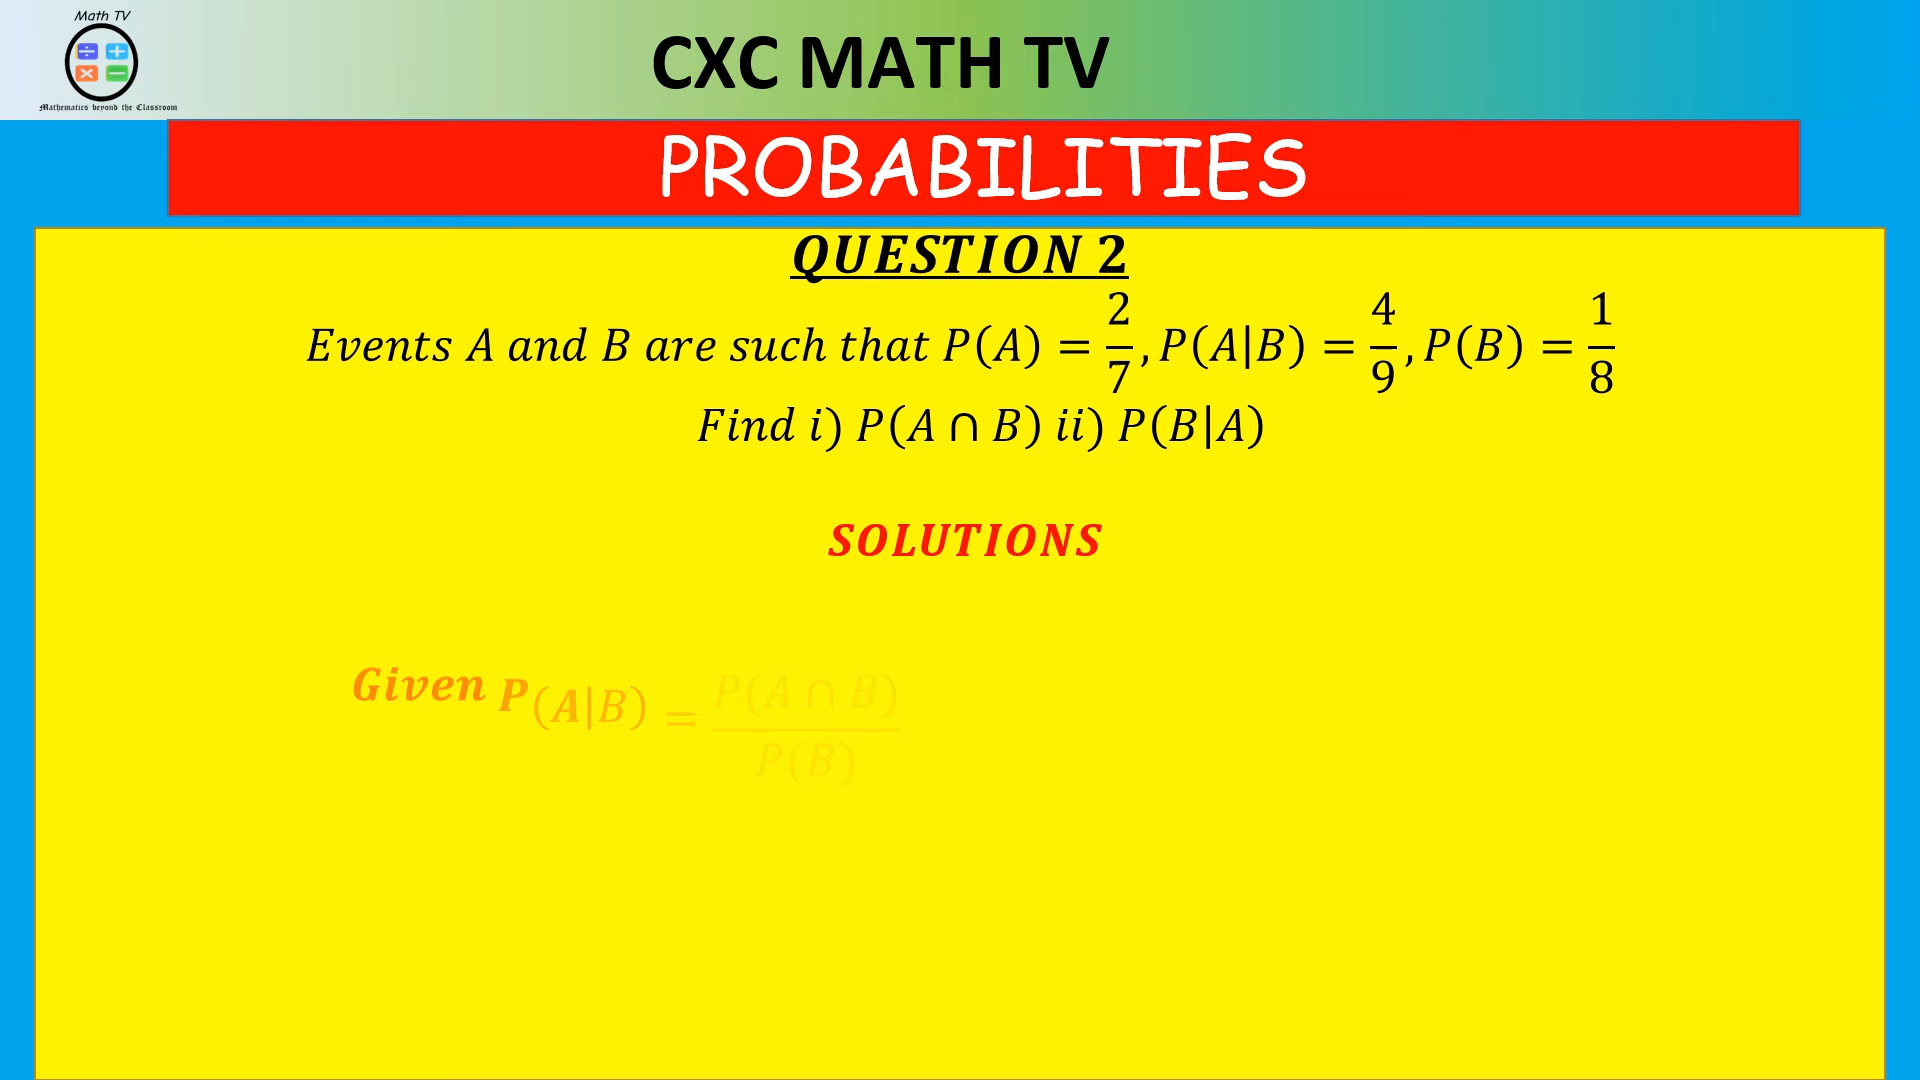 Math TV
Mathematics beyond the Classroom
CXC MATH TV
PROBABILITIES
QUESTION 2
Events A and B are such that P(A) = 2/7, P(A|B) = 4/9, P(B) = 1/8
Find i) P(A ∩ B) ii) P(B|A)
SOLUTIONS
Given P(A|B) = P(A ∩ B)/P(B)